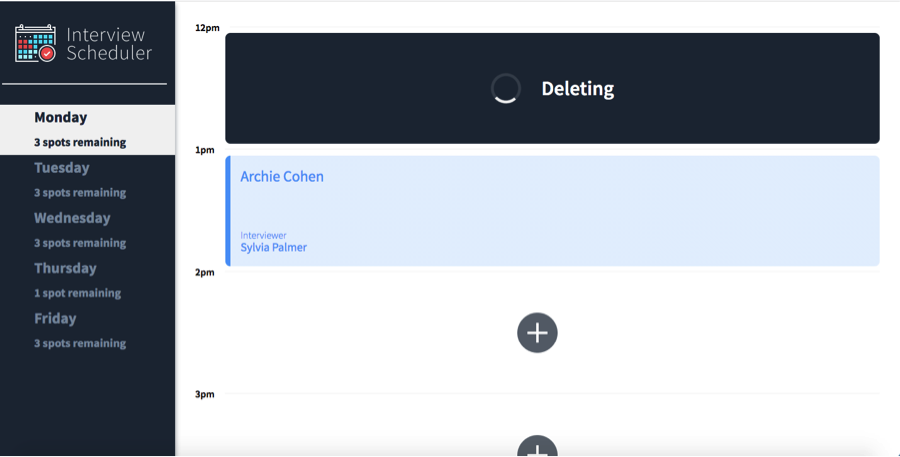 Interview
Scheduler
Monday
3 spots remaining
Tuesday
3 spots remaining
Wednesday
3 spots remaining
Thursday
1 spot remaining
Friday
3 spots remaining
12pm
Deleting
1pm
Archie Cohen
Interviewer
Sylvia Palmer
2pm
3pm